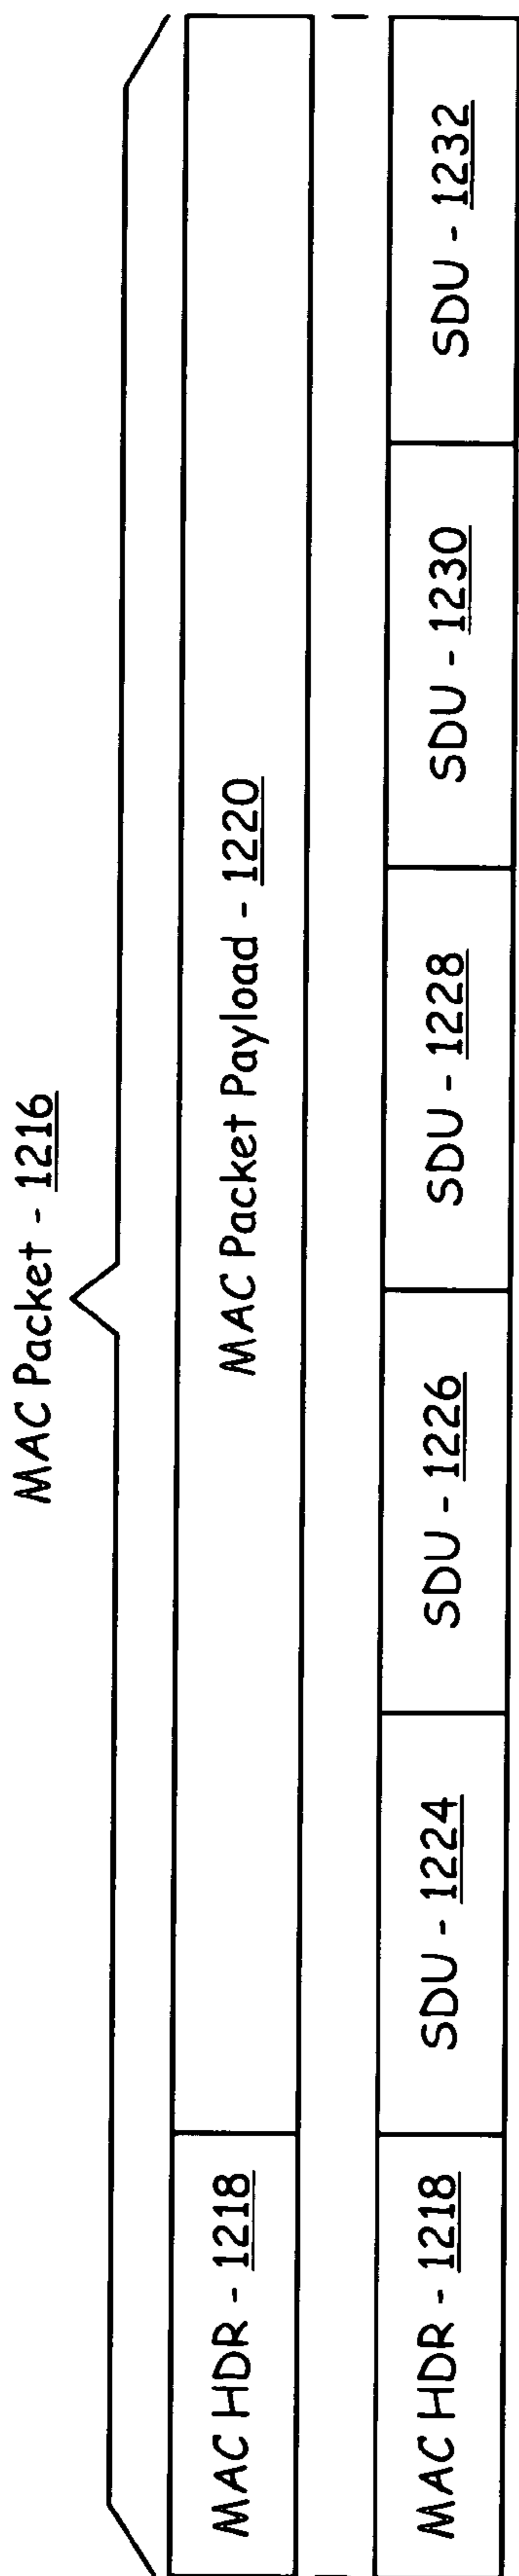 MAC Packet - 1216
MAC HDR - 1218
MAC Packet Payload - 1220
MAC HDR - 1218
SDU - 1224
SDU - 1226
SDU - 1228
SDU - 1230
SDU - 1232